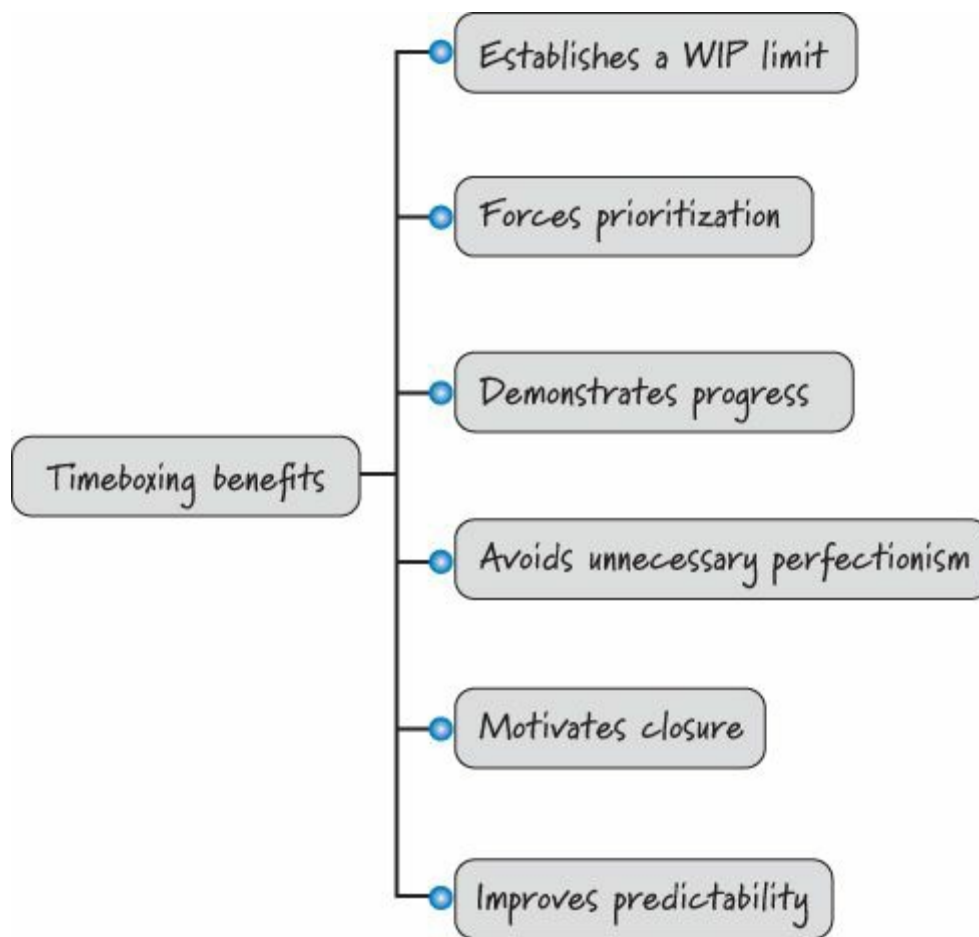 Establishes a WIP limit
Forces prioritization
Demonstrates progress
Timeboxing benefits
Avoids unnecessary perfectionism
Motivates closure
Improves predictability